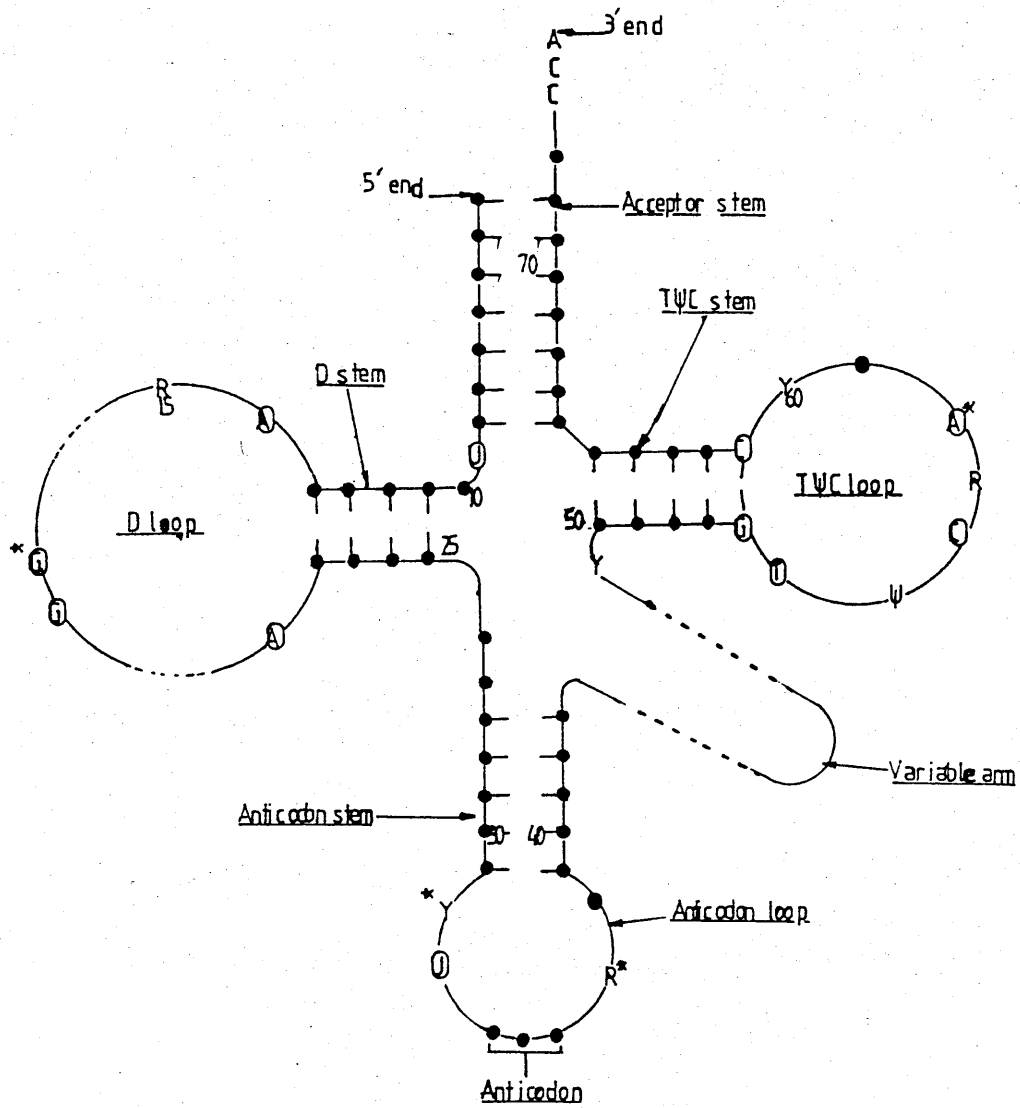 3' end
A
C
C
5' end
Acceptor stem
70
TΨC stem
D stem
R
15
A
Y
60
A*
U
C
R
TΨC loop
10
D loop
50
G
C
25
T
*G
Y
Ψ
G
A
Variable arm
Anticodon stem
30
40
*Y
Anticodon loop
U
R*
Anticodon